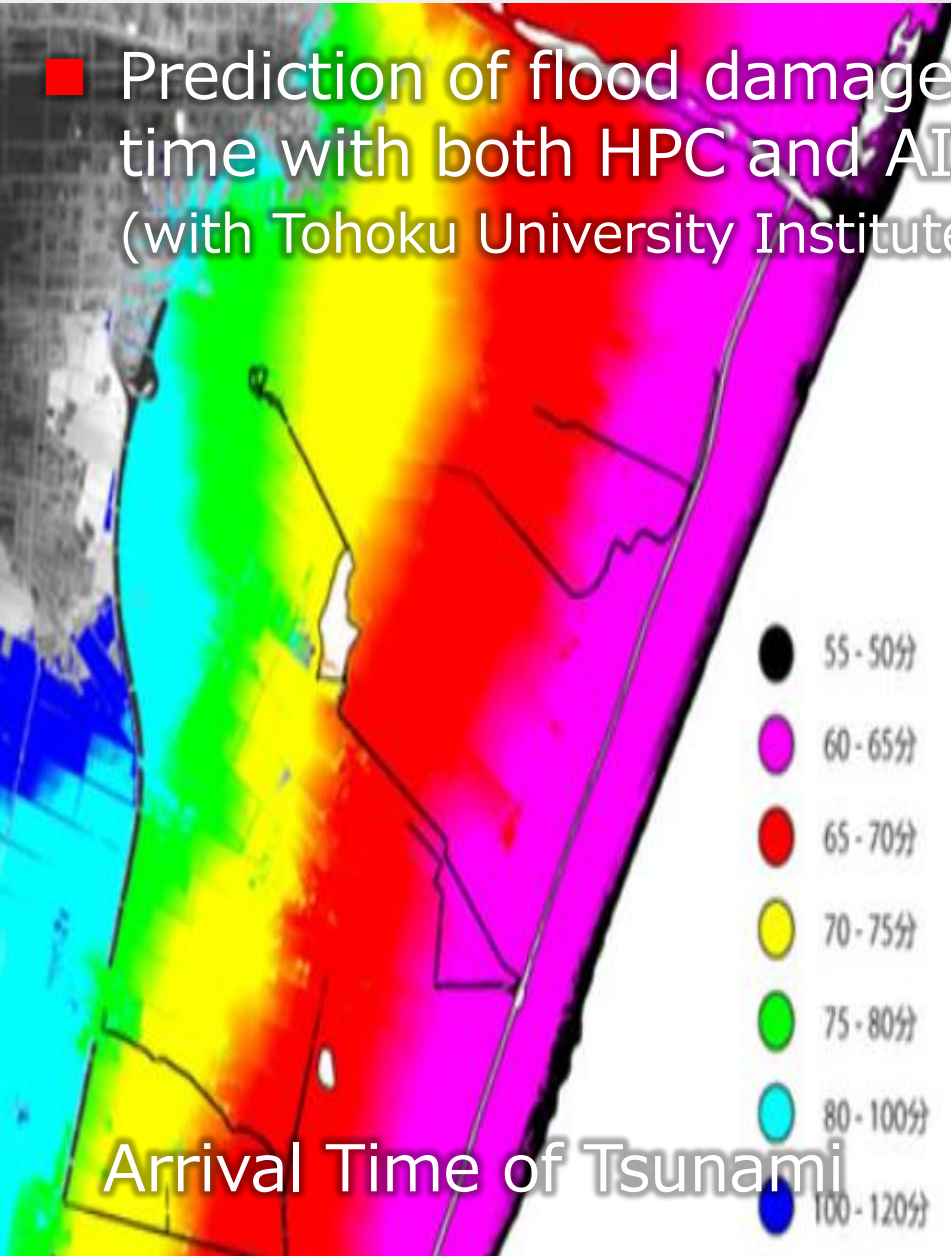 Prediction of flood damage
time with both HPC and AI
(with Tohoku University Institute
55 - 50分
60 - 65分
65 - 70分
70 - 75分
75 - 80分
80 - 100分
100 - 120分
Arrival Time of Tsunami